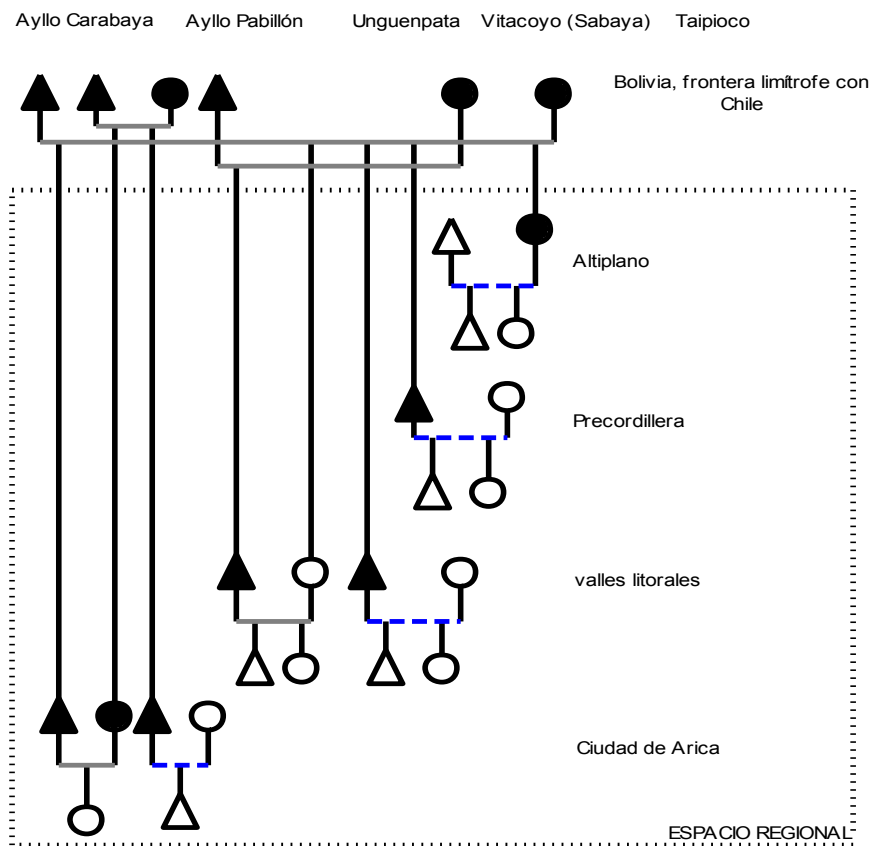 Ayllo Carabaya Ayllo Pabillón Unguenpata Vitacoyo (Sabaya) Taipioco
Bolivia, frontera limítrofe con
Chile
Altiplano
Precordillera
valles litorales
Ciudad de Arica
ESPACIO REGIONAL